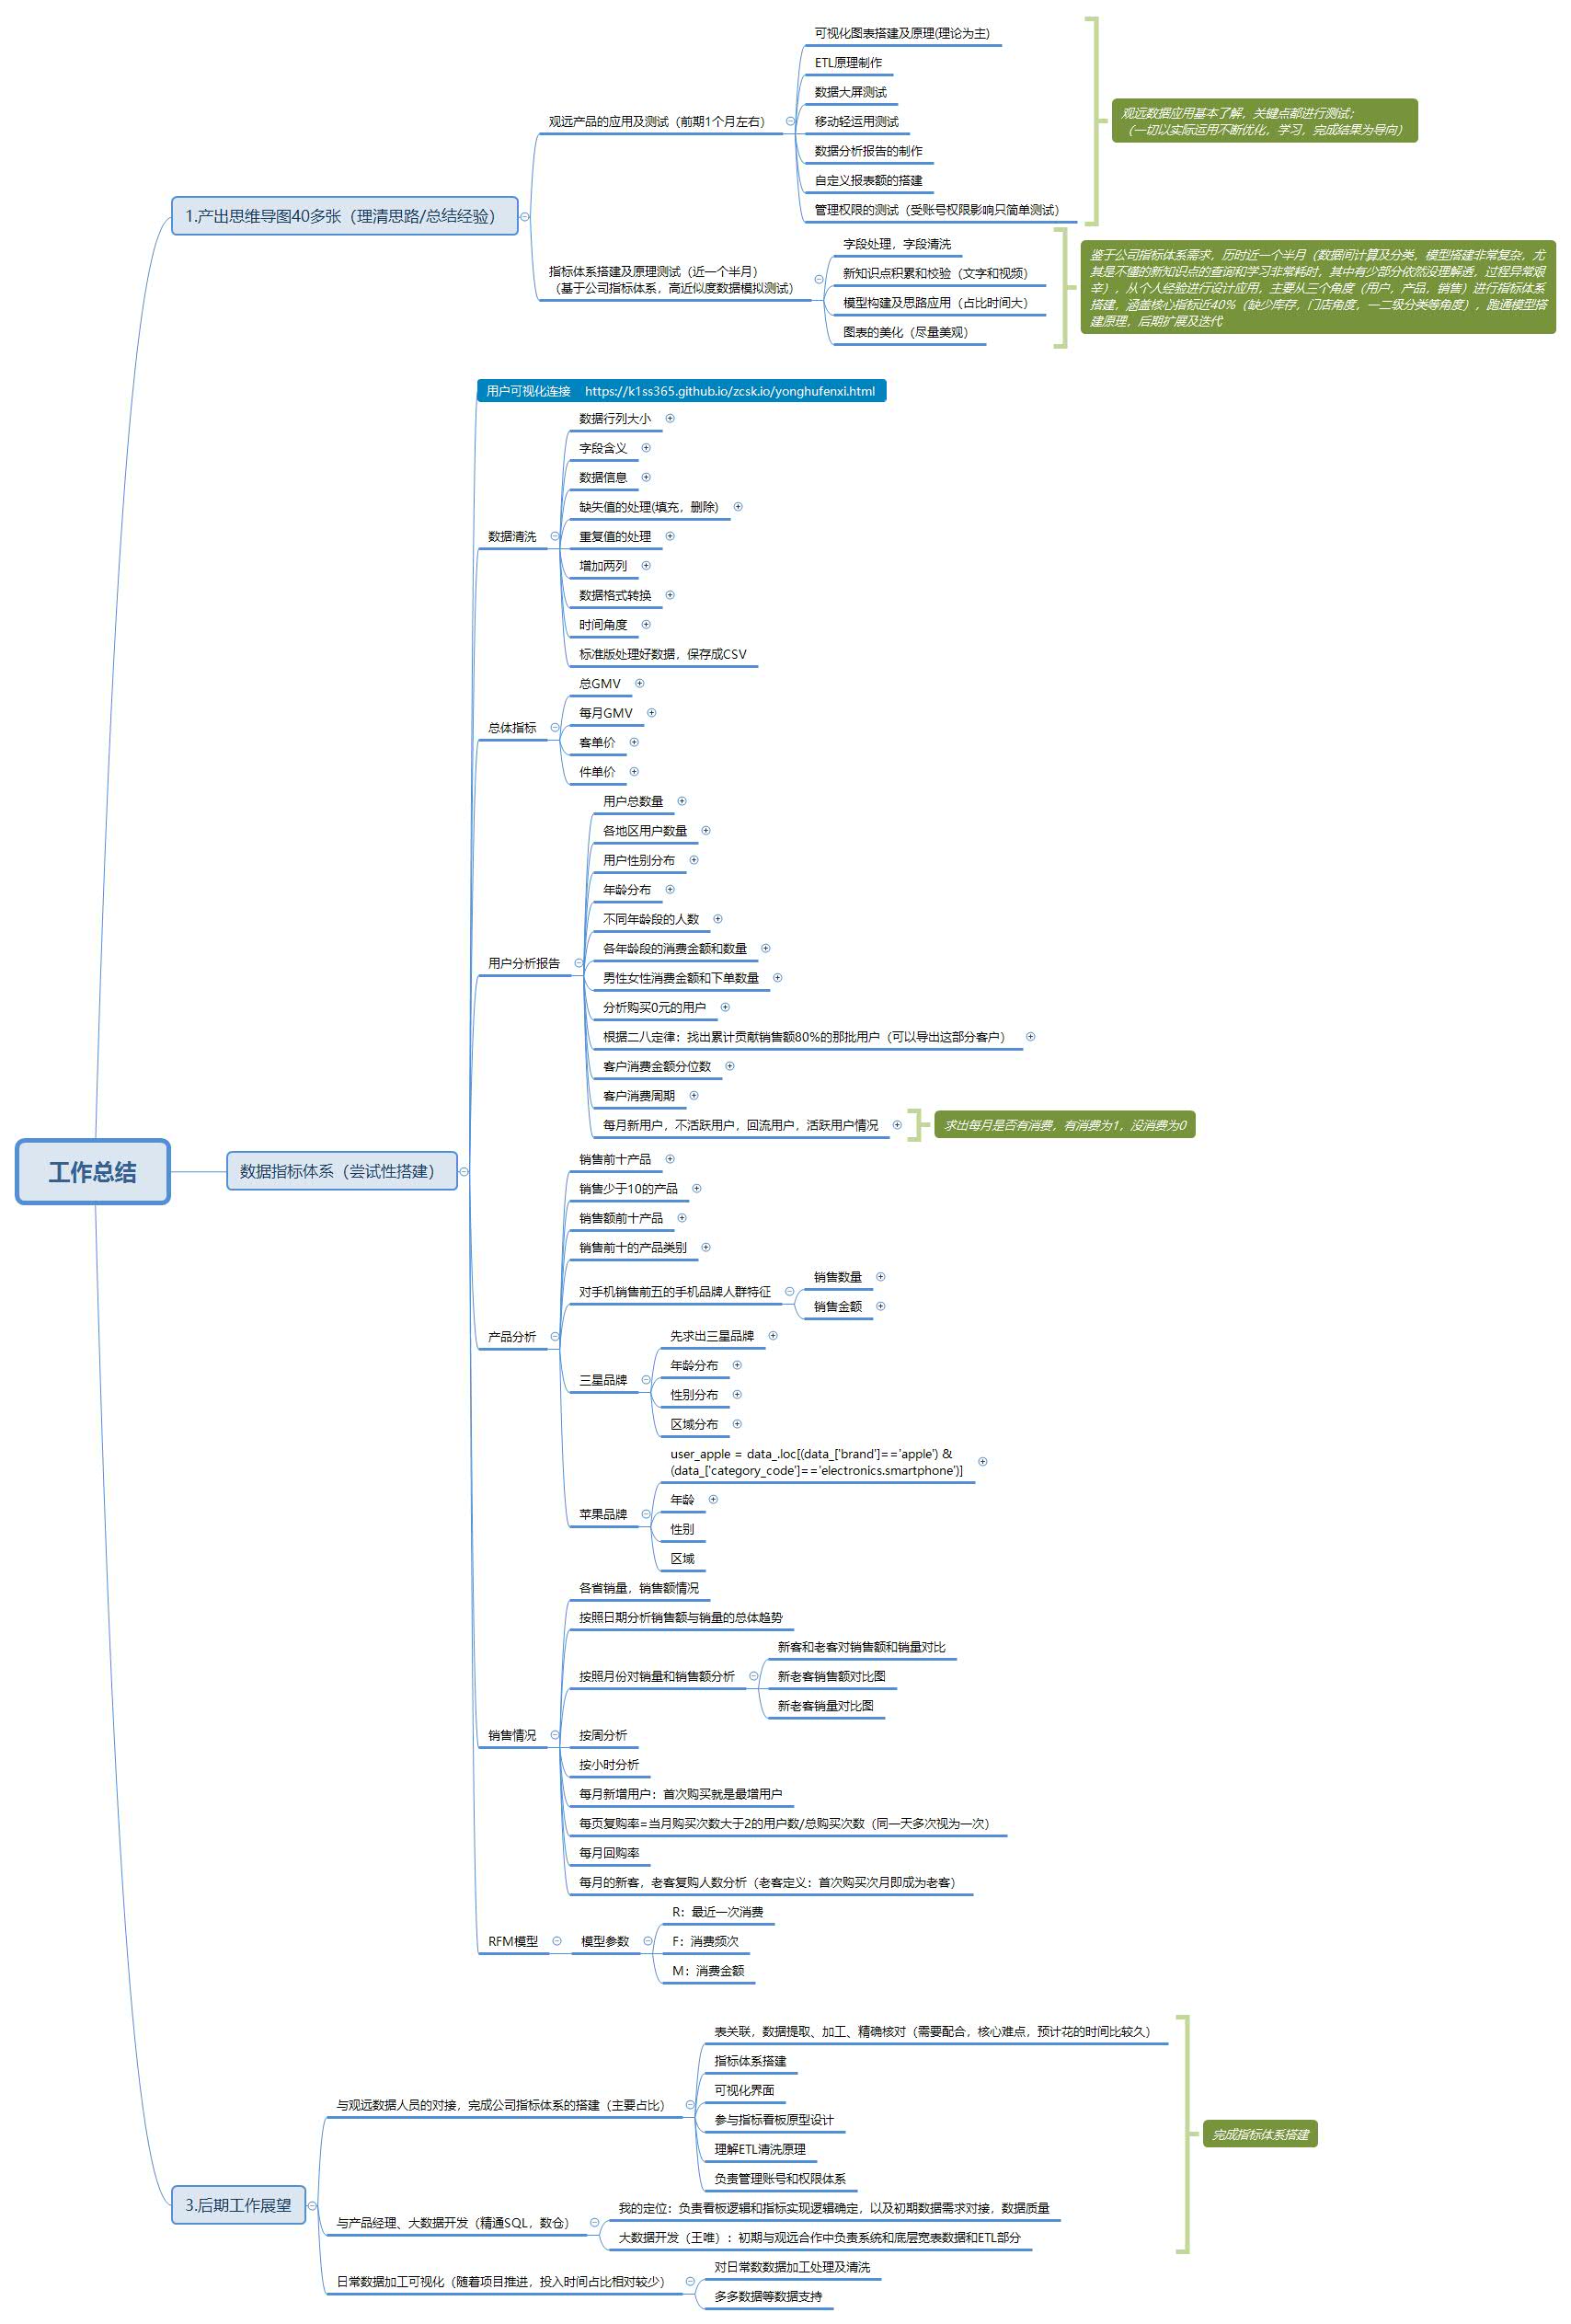 工作总结
1.产出思维导图40多张（理清思路/总结经验）
观远产品的应用及测试（前期1个月左右）
可视化图表搭建及原理(理论为主)
ETL原理制作
数据大屏测试
移动轻运用测试
数据分析报告的制作
自定义报表额的搭建
管理权限的测试（受账号权限影响只简单测试）
观远数据应用基本了解，关键点都进行测试；
（一切以实际运用不断优化，学习，完成结果为导向）
指标体系搭建及原理测试（近一个半月）
（基于公司指标体系，高近似度数据模拟测试）
字段处理，字段清洗
新知识点积累和校验（文字和视频）
模型构建及思路应用（占比时间大）
图表的美化（尽量美观）
鉴于公司指标体系需求，历时近一个半月（数据间计算及分类，模型搭建非常复杂，尤
其是不懂的新知识点的查询和学习非常耗时，其中有少部分依然没理解透，过程异常艰
辛），从个人经验进行设计应用，主要从三个角度（用户，产品，销售）进行指标体系
搭建，涵盖核心指标近40%（缺少库存，门店角度，一二级分类等角度），跑通模型搭
建原理，后期扩展及迭代
数据指标体系（尝试性搭建）
用户可视化连接 https://k1ss365.github.io/zcsk.io/yonghufenxi.html
数据清洗
数据行列大小
字段含义
数据信息
缺失值的处理(填充，删除)
重复值的处理
增加两列
数据格式转换
时间角度
标准版处理好数据，保存成CSV
总体指标
总GMV
每月GMV
客单价
件单价
用户分析报告
用户总数量
各地区用户数量
用户性别分布
年龄分布
不同年龄段的人数
各年龄段的消费金额和数量
男性女性消费金额和下单数量
分析购买0元的用户
根据二八定律：找出累计贡献销售额80%的那批用户（可以导出这部分客户）
客户消费金额分位数
客户消费周期
每月新用户，不活跃用户，回流用户，活跃用户情况
求出每月是否有消费，有消费为1，没消费为0
产品分析
销售前十产品
销售少于10的产品
销售额前十产品
销售前十的产品类别
对手机销售前五的手机品牌人群特征
销售数量
销售金额
三星品牌
先求出三星品牌
年龄分布
性别分布
区域分布
苹果品牌
user_apple = data_.loc[(data_['brand']=='apple') &
(data_['category_code']=='electronics.smartphone')]
年龄
性别
区域
销售情况
各省销量，销售额情况
按照日期分析销售额与销量的总体趋势
按照月份对销量和销售额分析
新客和老客对销售额和销量对比
新老客销售额对比图
新老客销量对比图
按周分析
按小时分析
每月新增用户：首次购买就是最增用户
每页复购率=当月购买次数大于2的用户数/总购买次数（同一天多次视为一次）
每月回购率
每月的新客，老客复购人数分析（老客定义：首次购买次月即成为老客）
RFM模型
模型参数
R：最近一次消费
F：消费频次
M：消费金额
3.后期工作展望
与观远数据人员的对接，完成公司指标体系的搭建（主要占比）
表关联，数据提取、加工、精确核对（需要配合，核心难点，预计花的时间比较久）
指标体系搭建
可视化界面
参与指标看板原型设计
理解ETL清洗原理
负责管理账号和权限体系
与产品经理、大数据开发（精通SQL，数仓）
我的定位：负责看板逻辑和指标实现逻辑确定，以及初期数据需求对接，数据质量
大数据开发（王唯）：初期与观远合作中负责系统和底层宽表数据和ETL部分
完成指标体系搭建
日常数据加工可视化（随着项目推进，投入时间占比相对较少）
对日常数数据加工处理及清洗
多多数据等数据支持